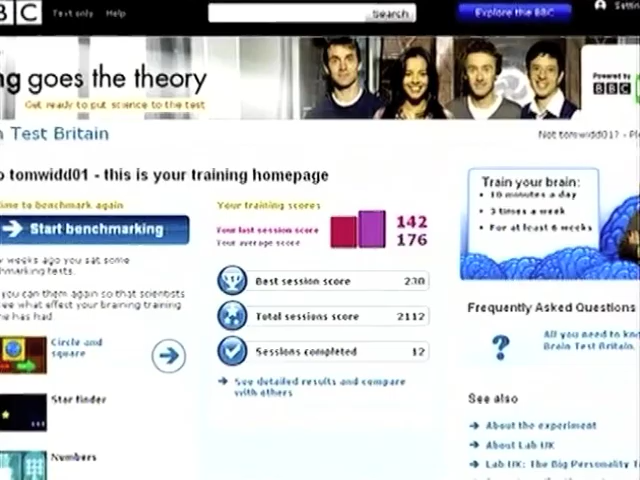 BC Text only Help Search Explore the BBC
ng goes the theory
Get ready to put science to the test
Powered by
BBC
n Test Britain
Not tomwidd01?
o tomwidd01 - this is your training homepage
ime to benchmark again
Start benchmarking
w weeks ago you sat some
hmarking tests.
you can them again so that scientists
see what effect your braining training
me has had.
Circle and
square
Star finder
Numbers
Your training scores
Your last session score 142
Your average score 176
Best session score 230
Total sessions score 2112
Sessions completed 12
See detailed results and compare
with others
Train your brain:
• 10 minutes a day
• 3 times a week
• For at least 6 weeks
Frequently Asked Questions
?
All you need to kn
Brain Test Britain.
See also
About the experiment
About Lab UK
Lab UK: The Big Personality T